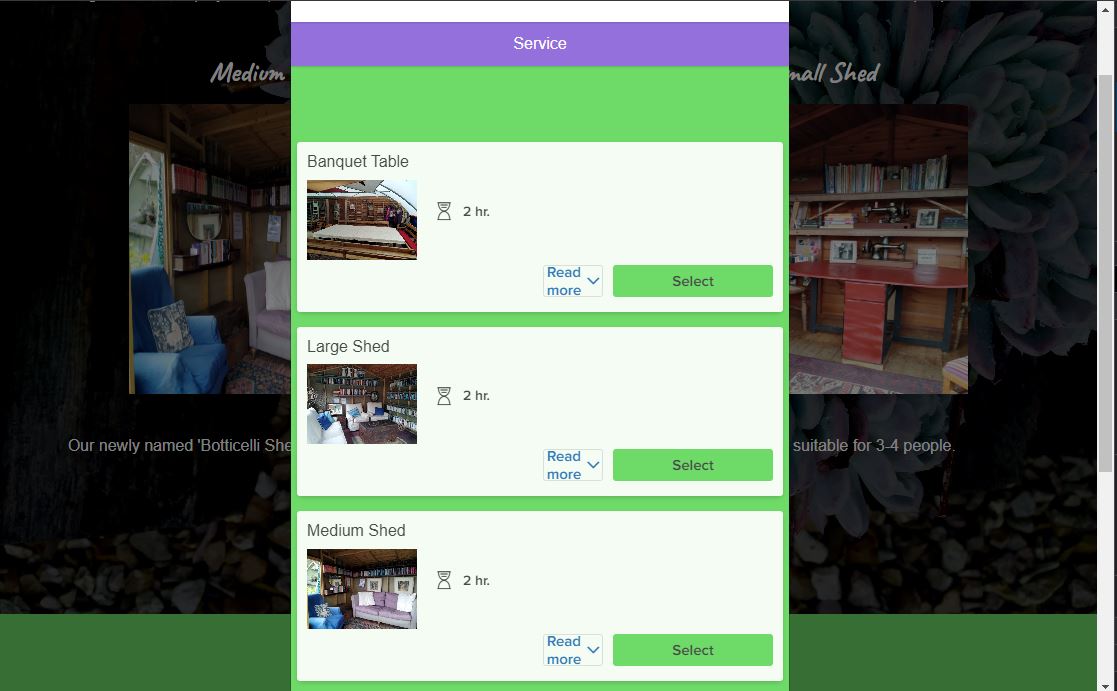 Service
Medium
mall Shed
Banquet Table
2 hr.
Read
more
Select
Large Shed
2 hr.
Our newly named 'Botticelli She
suitable for 3-4 people.
Read
more
Select
Medium Shed
2 hr.
Read
more
Select